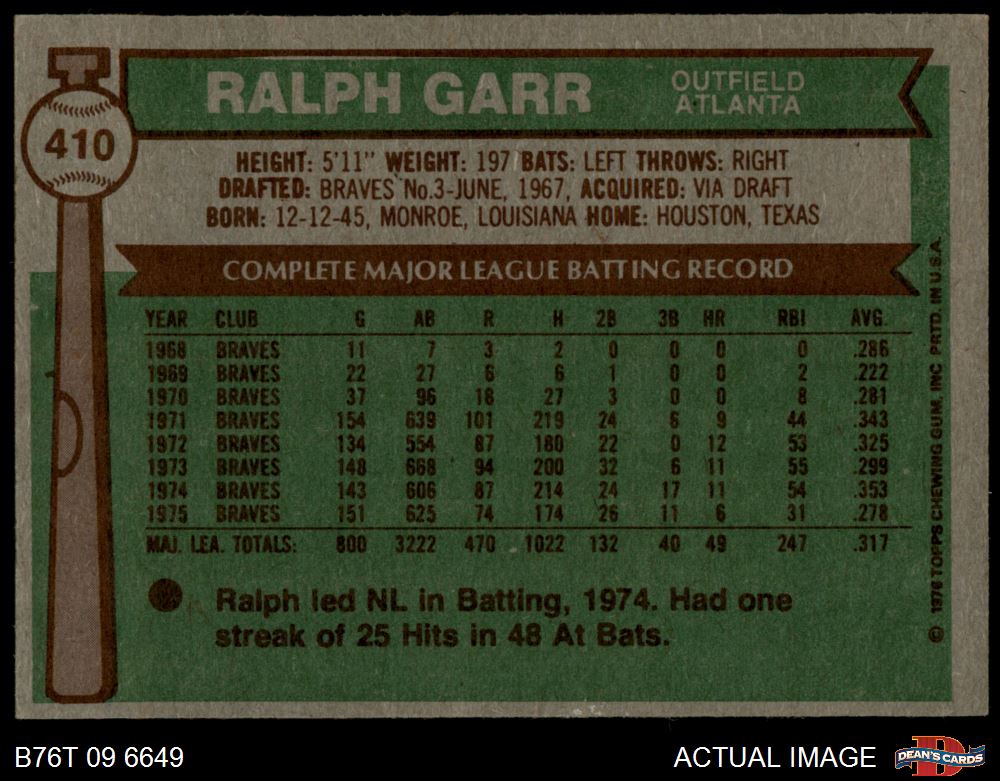 410
RALPH GARR
OUTFIELD
ATLANTA
HEIGHT: 5'11" WEIGHT: 197 BATS: LEFT THROWS: RIGHT
DRAFTED: BRAVES No.3-JUNE, 1967, ACQUIRED: VIA DRAFT
BORN: 12-12-45, MONROE, LOUISIANA HOME: HOUSTON, TEXAS
COMPLETE MAJOR LEAGUE BATTING RECORD
YEAR CLUB G AB R H 2B 3B HR RBI AVG.
1968 BRAVES 11 7 3 2 0 0 0 0 .286
1969 BRAVES 22 27 6 6 1 0 0 2 .222
1970 BRAVES 37 96 18 27 3 0 0 8 .281
1971 BRAVES 154 639 101 219 24 6 9 44 .343
1972 BRAVES 134 554 87 180 22 0 12 53 .325
1973 BRAVES 148 668 94 200 32 6 11 55 .299
1974 BRAVES 143 606 87 214 24 17 11 54 .353
1975 BRAVES 151 625 74 174 26 11 6 31 .278
MAJ. LEA. TOTALS: 800 3222 470 1022 132 40 49 247 .317
Ralph led NL in Batting, 1974. Had one
streak of 25 Hits in 48 At Bats.
© 1976 TOPPS CHEWING GUM, INC PRTD. IN U.S.A.
B76T 09 6649
ACTUAL IMAGE
D
DEAN'S CARDS